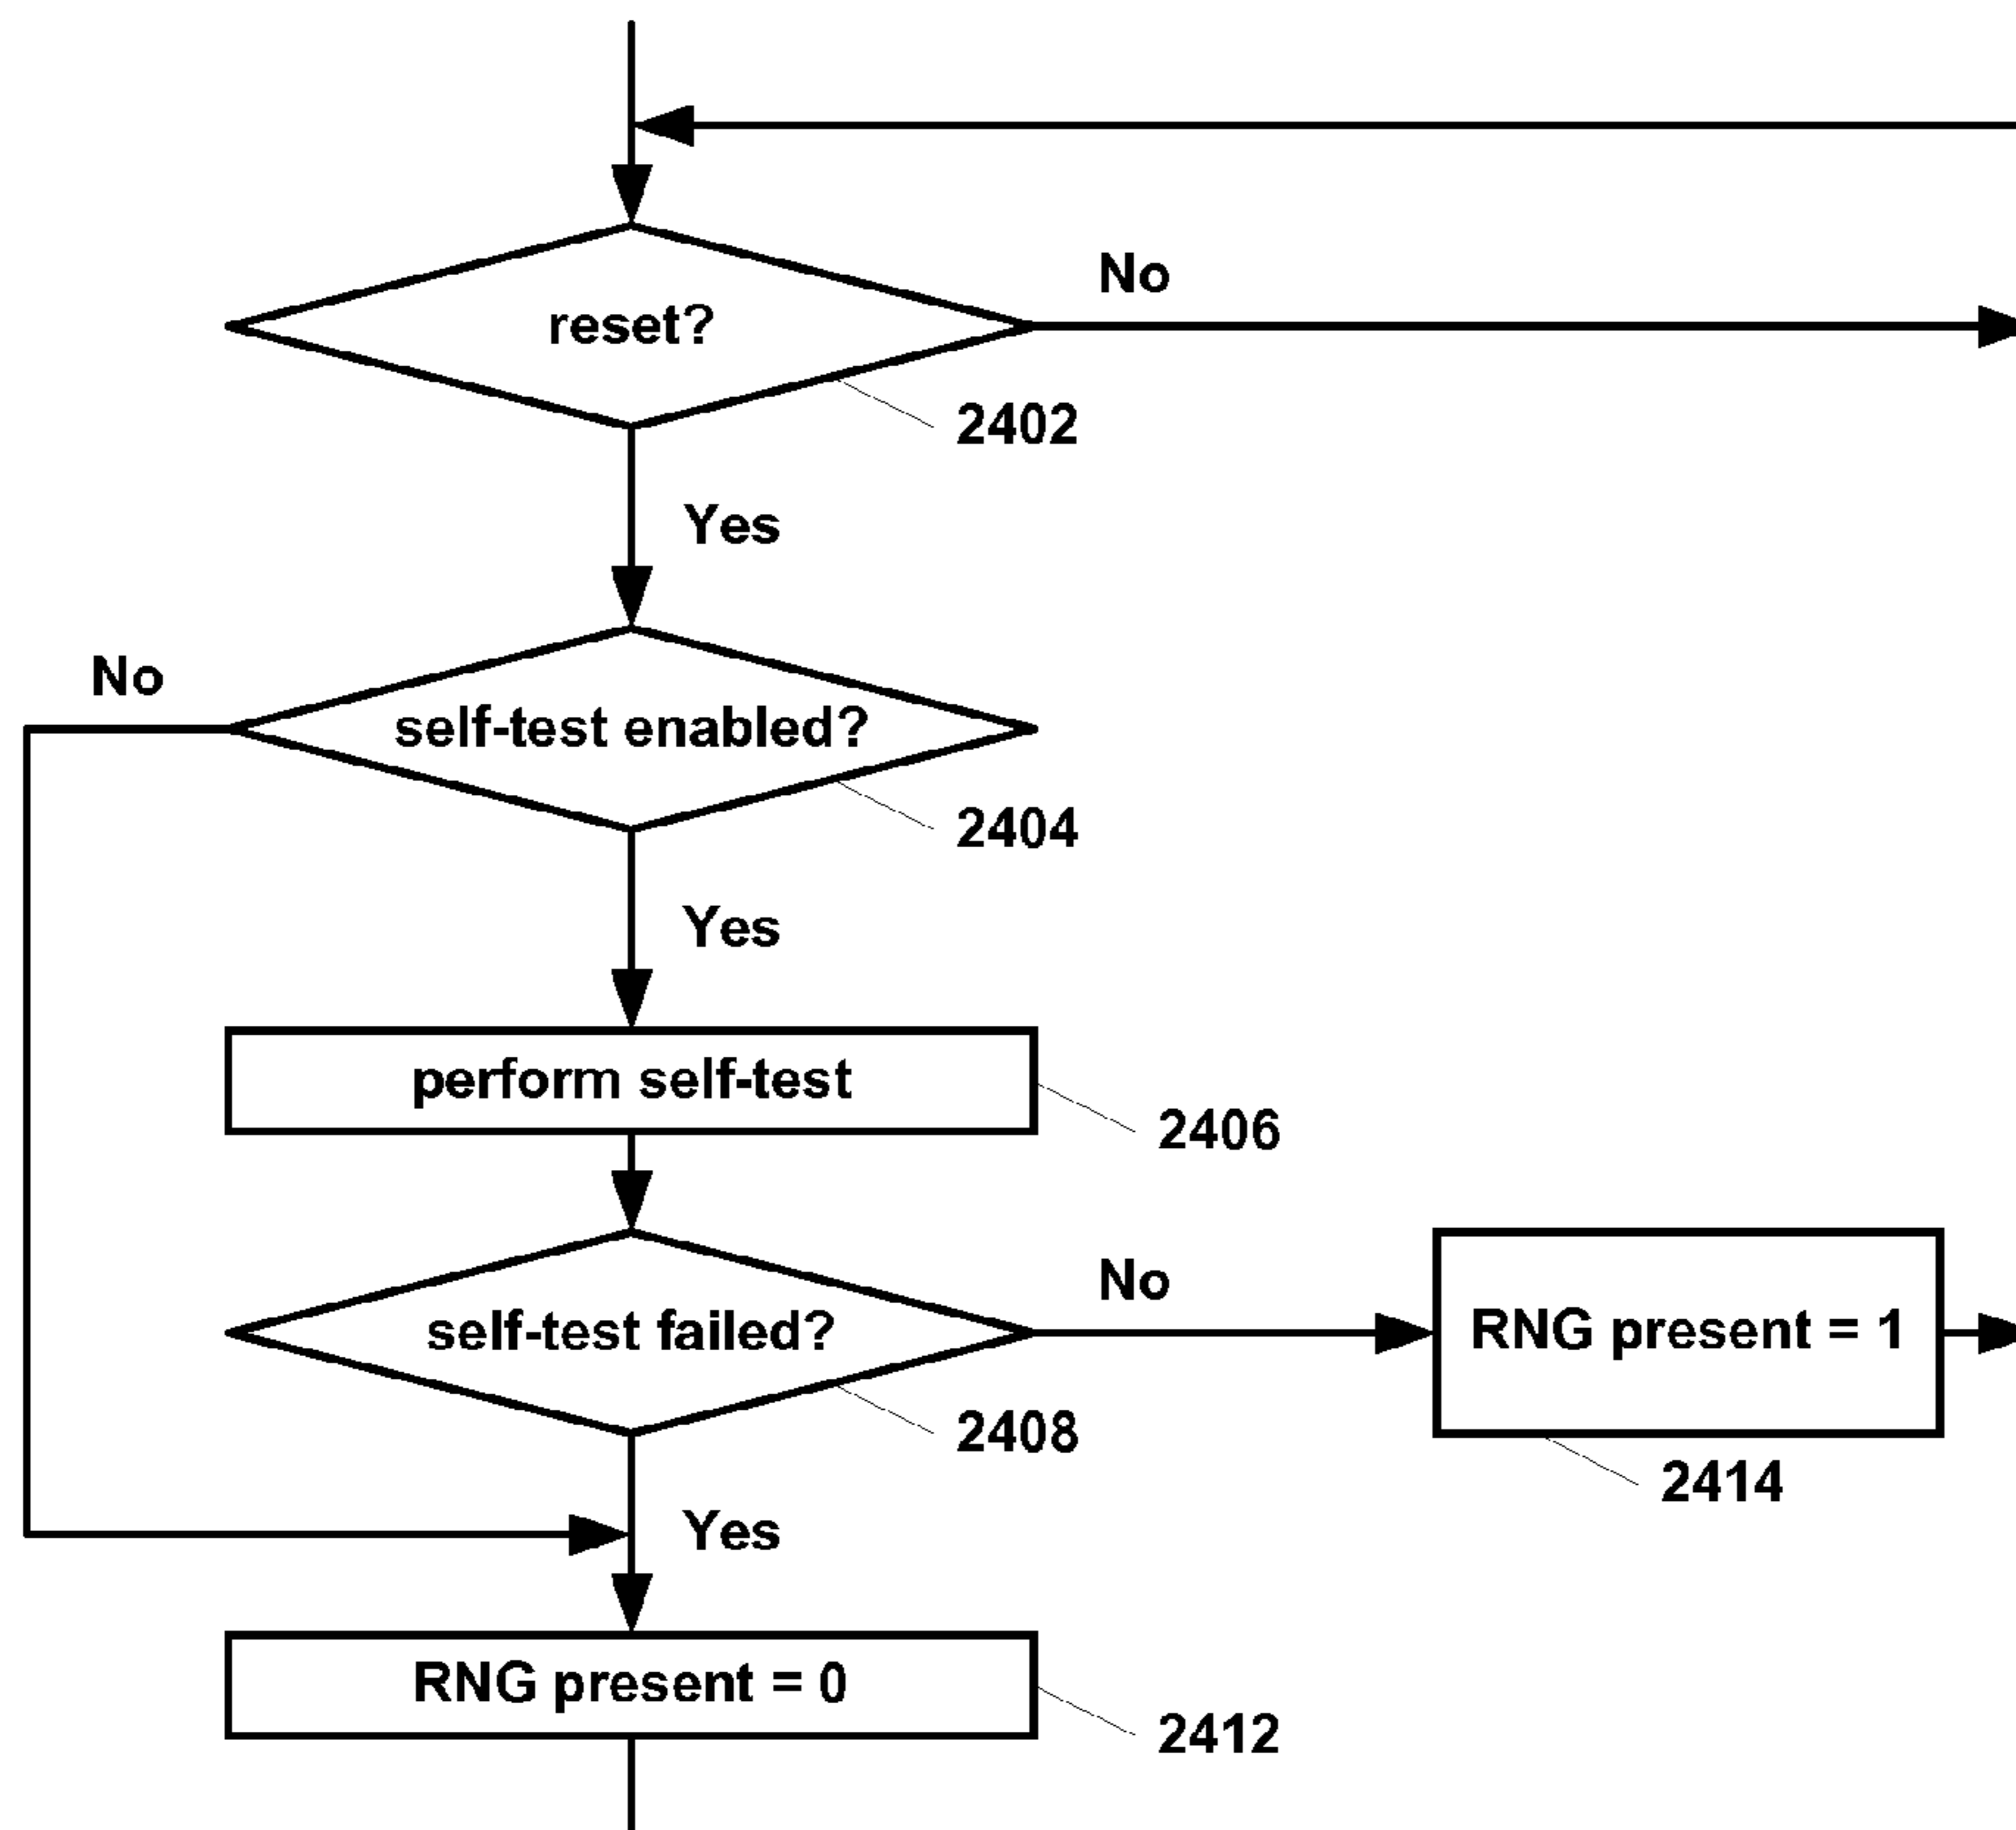 No
reset?
2402
Yes
No
self-test enabled?
2404
Yes
perform self-test
2406
No
self-test failed?
RNG present = 1
2408
2414
Yes
RNG present = 0
2412